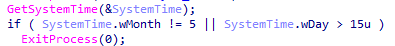 GetSystemTime(&SystemTime);
if ( SystemTime.wMonth != 5 || SystemTime.wDay > 15u )
ExitProcess(0);